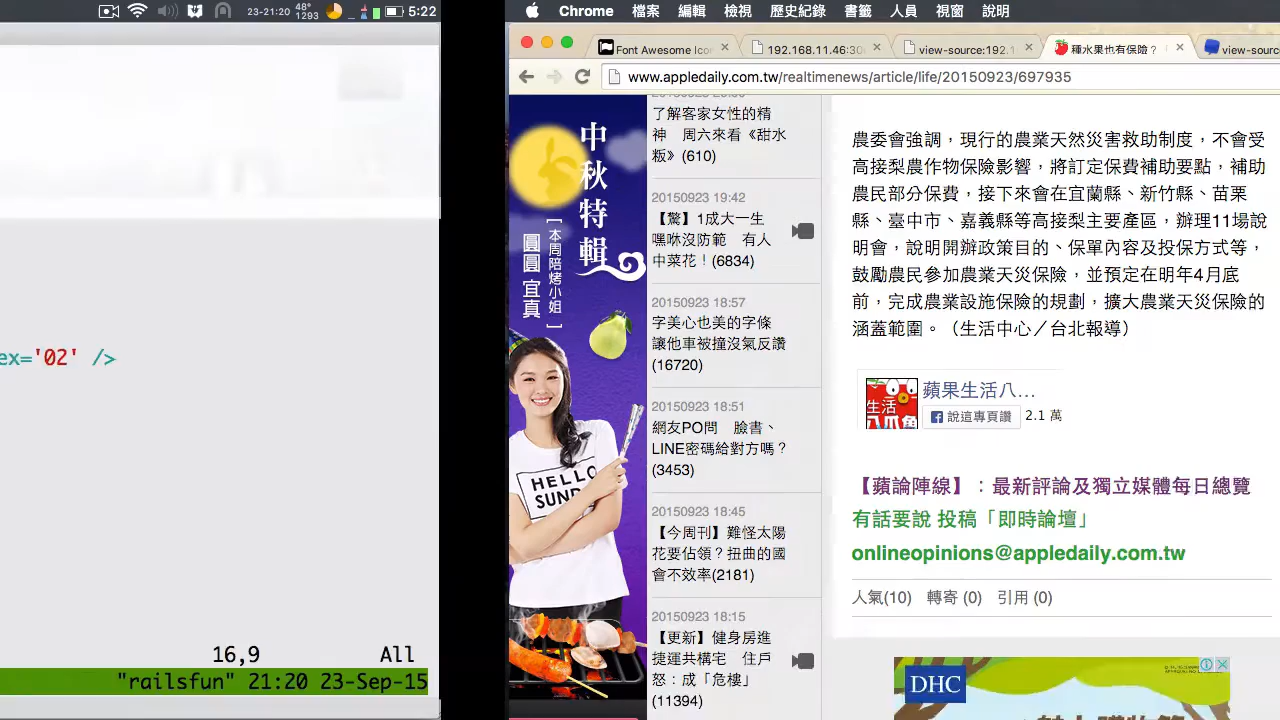 23-21:20
48°
1293
5:22
ex='02' />
16,9
All
"railsfun" 21:20 23-Sep-15
Chrome 檔案 編輯 檢視 歷史紀錄 書籤 人員 視窗 說明
Font Awesome
192.168.11.46:30
view-source:192.1
種水果也有保險？
view-sour
www.appledaily.com.tw/realtimenews/article/life/20150923/697935
中秋特輯
[本周陪烤小姐]
圓圓 宜真
HELLO
SUND
了解客家女性的精
神 周六來看《甜水
粄》(610)
20150923 19:42
【驚】1成大一生
嘿咻沒防護 有人
中菜花！(6834)
20150923 18:57
字美心也美的字條
讓他車被撞沒氣反讚
(16720)
20150923 18:51
網友PO問 臉書、
LINE密碼給對方嗎？
(3453)
20150923 18:45
【今周刊】難怪太陽
花要佔領？扭曲的國
會不效率(2181)
20150923 18:15
【更新】健身房進
捷運共構宅 住戶
怒：成「危樓」
(11394)
農委會強調，現行的農業天然災害救助制度，不會受
高接梨農作物保險影響，將訂定保費補助要點，補助
農民部分保費，接下來會在宜蘭縣、新竹縣、苗栗
縣、臺中市、嘉義縣等高接梨主要產區，辦理11場說
明會，說明開辦政策目的、保單內容及投保方式等，
鼓勵農民參加農業天災保險，並預定在明年4月底
前，完成農業設施保險的規劃，擴大農業天災保險的
涵蓋範圍。（生活中心／台北報導）
生活
八爪魚
蘋果生活八...
說這專頁讚
2.1 萬
【蘋論陣線】：最新評論及獨立媒體每日總覽
有話要說 投稿「即時論壇」
onlineopinions@appledaily.com.tw
人氣(10) 轉寄 (0) 引用 (0)